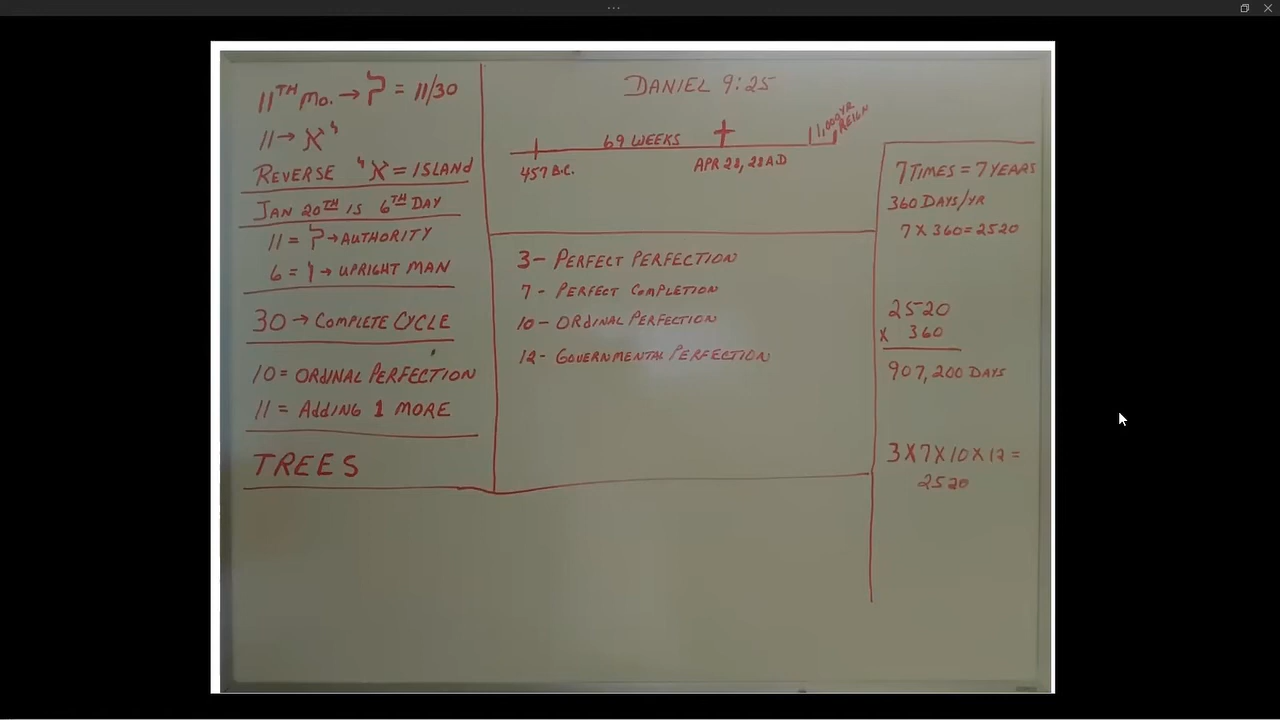 11TH MO. → ל = 11/30
11 → אי
REVERSE יא = ISLAND
JAN 20TH IS 6TH DAY
11 = ל → AUTHORITY
6 = ו → UPRIGHT MAN
30 → COMPLETE CYCLE
10 = ORdiNAL PERFECTION
11 = AddiNG 1 MORE
TREES
DANIEL 9:25
69 WEEKS
457 B.C.
APR 28, 28 AD
1,000 YR
REIGN
3 - PERFECT PERFECTION
7 - PERFECT COMPLETION
10 - ORdiNAL PERFECTION
12 - GOVERNMENTAL PERFECTION
7 TIMES = 7 YEARS
360 DAYS/YR
7 X 360 = 2520
2520
X 360
907,200 DAYS
3 X 7 X 10 X 12 =
2520